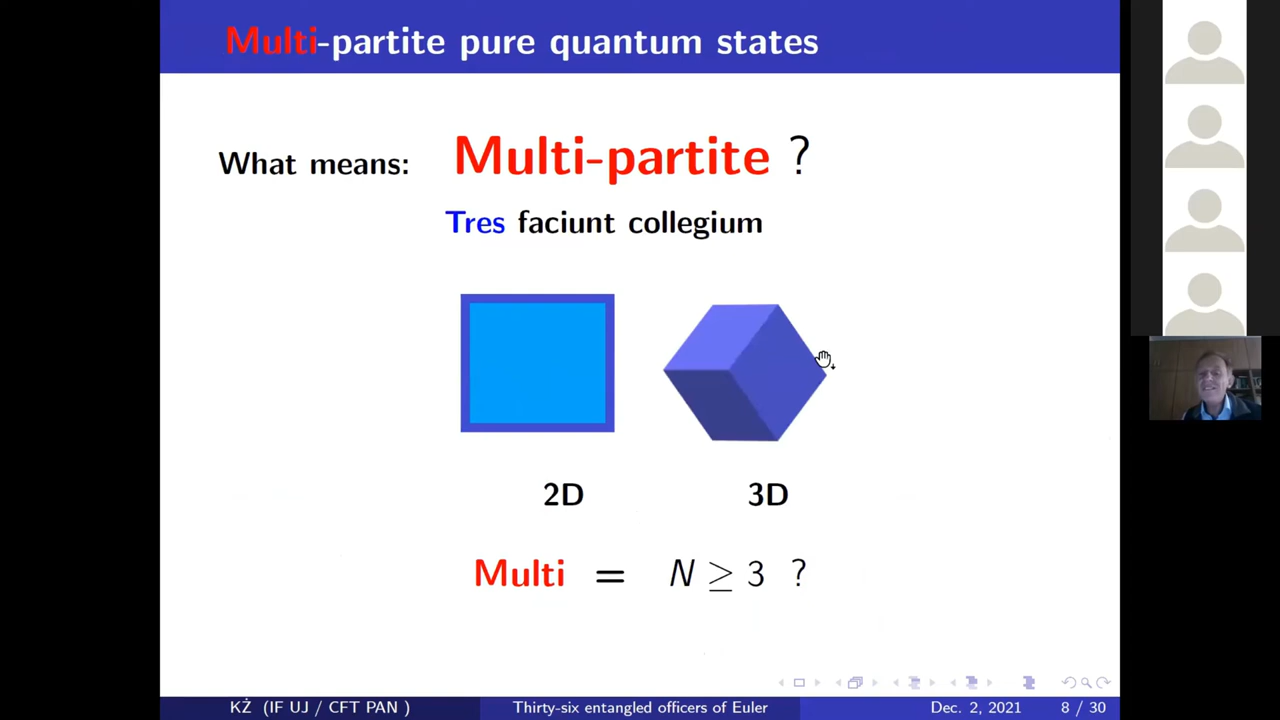 Multi-partite pure quantum states
What means: Multi-partite ?
Tres faciunt collegium
2D 3D
Multi = N ≥ 3 ?
KŻ (IF UJ / CFT PAN ) Thirty-six entangled officers of Euler Dec. 2, 2021 8 / 30